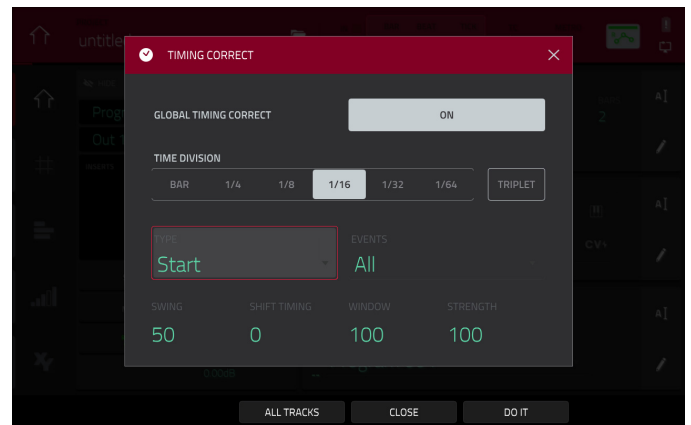 untitle
TIMING CORRECT
GLOBAL TIMING CORRECT
ON
TIME DIVISION
BAR 1/4 1/8 1/16 1/32 1/64 TRIPLET
TYPE EVENTS
Start All
SWING SHIFT TIMING WINDOW STRENGTH
50 0 100 100
Progr
Out 1
2
0.00dB
ALL TRACKS CLOSE DO IT